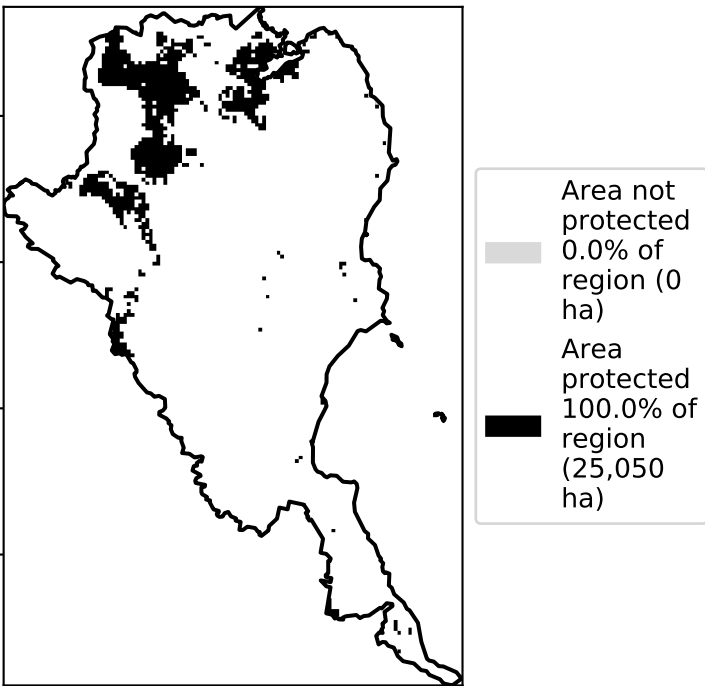 Area not
protected
0.0% of
region (0
ha)
Area
protected
100.0% of
region
(25,050
ha)